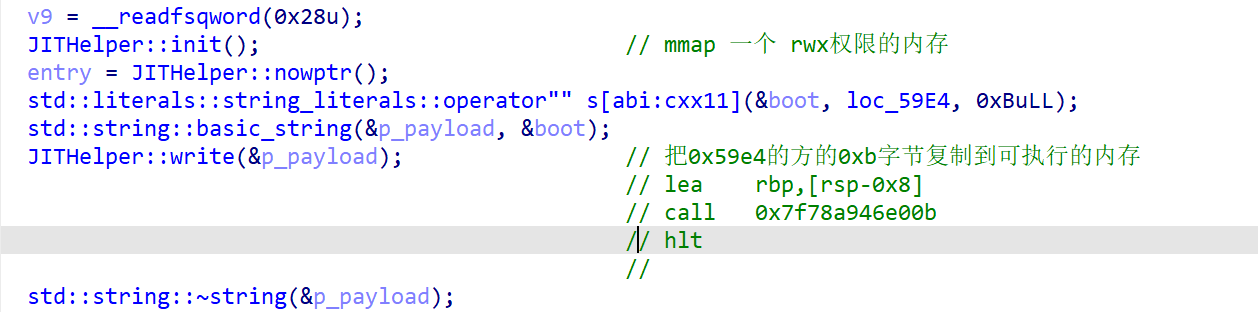 v9 = __readfsqword(0x28u);
JITHelper::init(); // mmap 一个 rwx权限的内存
entry = JITHelper::nowptr();
std::literals::string_literals::operator"" s[abi:cxx11](&boot, loc_59E4, 0xBuLL);
std::string::basic_string(&p_payload, &boot);
JITHelper::write(&p_payload); // 把0x59e4的方的0xb字节复制到可执行的内存
// lea rbp,[rsp-0x8]
// call 0x7f78a946e00b
// hlt
//
std::string::~string(&p_payload);